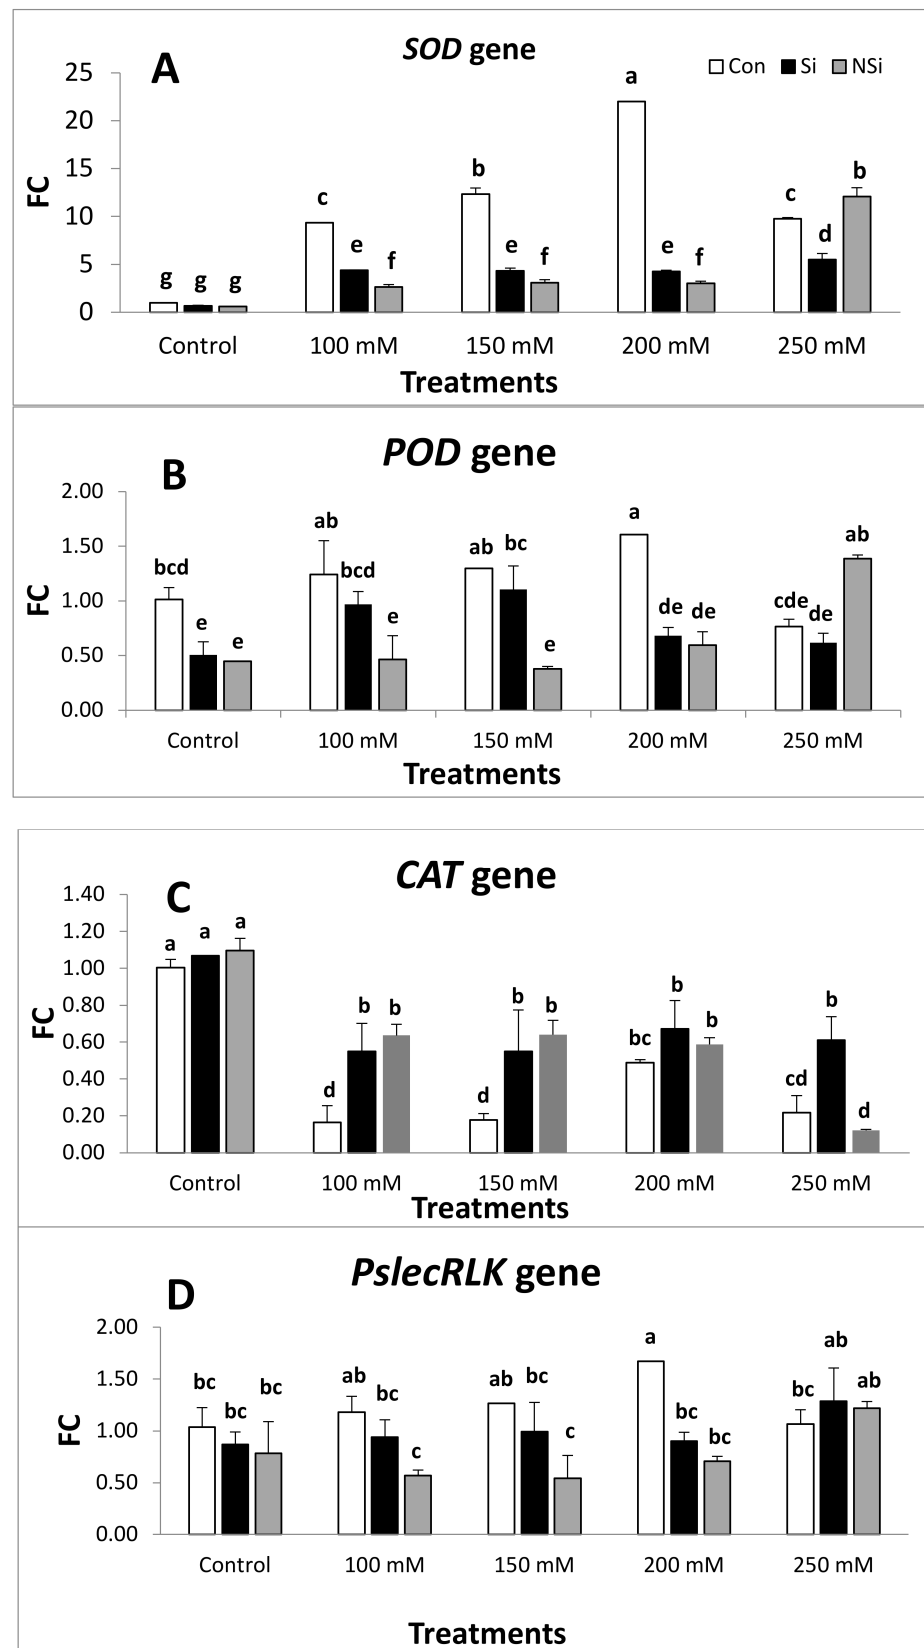 SOD gene
A
Con Si NSi
25
20
15
10
5
0
FC
g g g
c e f
b e f
a e f
c d b
Control 100 mM 150 mM 200 mM 250 mM
Treatments
POD gene
B
2.00
1.50
1.00
0.50
0.00
FC
bcd e e
ab bcd e
ab bc e
a de de
cde de ab
Control 100 mM 150 mM 200 mM 250 mM
Treatments
CAT gene
C
1.40
1.20
1.00
0.80
0.60
0.40
0.20
0.00
FC
a a a
d b b
d b b
bc b b
cd b d
Control 100 mM 150 mM 200 mM 250 mM
Treatments
PslecRLK gene
D
2.00
1.50
1.00
0.50
0.00
FC
bc bc bc
ab bc c
ab bc c
a bc bc
bc ab ab
Control 100 mM 150 mM 200 mM 250 mM
Treatments